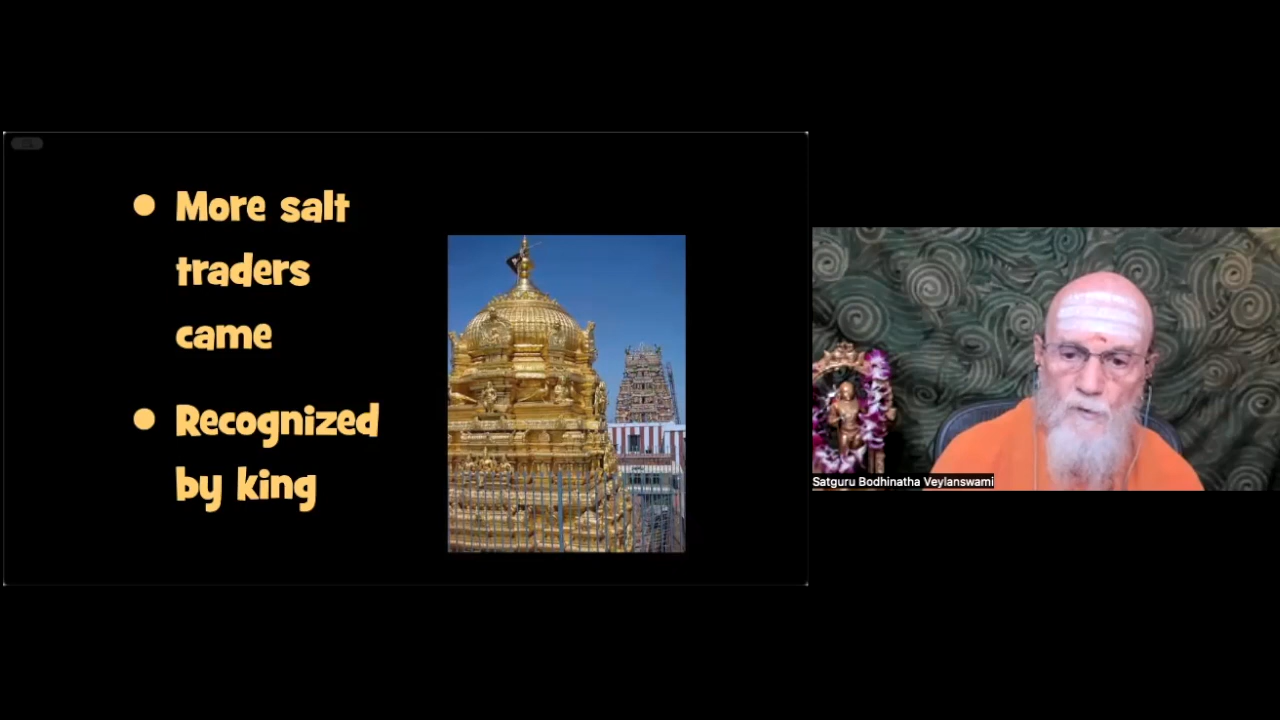 • More salt
traders
came
• Recognized
by king
Satguru Bodhinatha Veylanswami